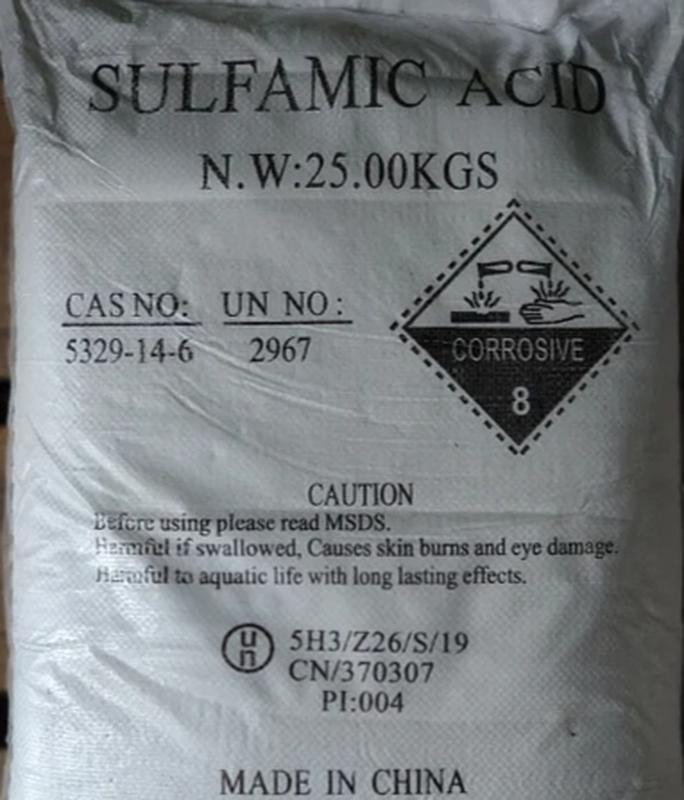 SULFAMIC ACID
N.W:25.00KGS
CAS NO: UN NO:
5329-14-6 2967
CORROSIVE
8
CAUTION
Before using please read MSDS.
Harmful if swallowed, Causes skin burns and eye damage.
Harmful to aquatic life with long lasting effects.
un 5H3/Z26/S/19
CN/370307
PI:004
MADE IN CHINA